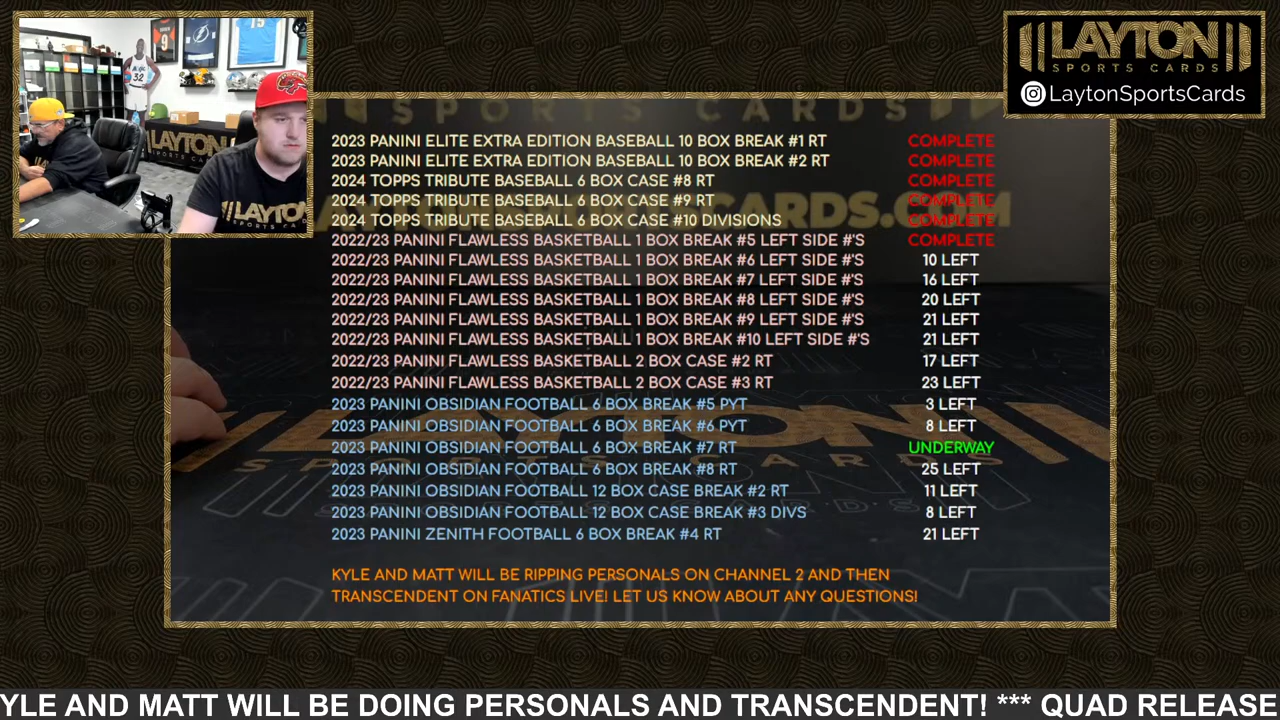 LAYTON
SPORTS CARDS
LaytonSportsCards
SPORTS CARDS
2023 PANINI ELITE EXTRA EDITION BASEBALL 10 BOX BREAK #1 RT COMPLETE
2023 PANINI ELITE EXTRA EDITION BASEBALL 10 BOX BREAK #2 RT COMPLETE
2024 TOPPS TRIBUTE BASEBALL 6 BOX CASE #8 RT COMPLETE
2024 TOPPS TRIBUTE BASEBALL 6 BOX CASE #9 RT COMPLETE
2024 TOPPS TRIBUTE BASEBALL 6 BOX CASE #10 DIVISIONS COMPLETE
2022/23 PANINI FLAWLESS BASKETBALL 1 BOX BREAK #5 LEFT SIDE #'S COMPLETE
2022/23 PANINI FLAWLESS BASKETBALL 1 BOX BREAK #6 LEFT SIDE #'S 10 LEFT
2022/23 PANINI FLAWLESS BASKETBALL 1 BOX BREAK #7 LEFT SIDE #'S 16 LEFT
2022/23 PANINI FLAWLESS BASKETBALL 1 BOX BREAK #8 LEFT SIDE #'S 20 LEFT
2022/23 PANINI FLAWLESS BASKETBALL 1 BOX BREAK #9 LEFT SIDE #'S 21 LEFT
2022/23 PANINI FLAWLESS BASKETBALL 1 BOX BREAK #10 LEFT SIDE #'S 21 LEFT
2022/23 PANINI FLAWLESS BASKETBALL 2 BOX CASE #2 RT 17 LEFT
2022/23 PANINI FLAWLESS BASKETBALL 2 BOX CASE #3 RT 23 LEFT
2023 PANINI OBSIDIAN FOOTBALL 6 BOX BREAK #5 PYT 3 LEFT
2023 PANINI OBSIDIAN FOOTBALL 6 BOX BREAK #6 PYT 8 LEFT
2023 PANINI OBSIDIAN FOOTBALL 6 BOX BREAK #7 RT UNDERWAY
2023 PANINI OBSIDIAN FOOTBALL 6 BOX BREAK #8 RT 25 LEFT
2023 PANINI OBSIDIAN FOOTBALL 12 BOX CASE BREAK #2 RT 11 LEFT
2023 PANINI OBSIDIAN FOOTBALL 12 BOX CASE BREAK #3 DIVS 8 LEFT
2023 PANINI ZENITH FOOTBALL 6 BOX BREAK #4 RT 21 LEFT
KYLE AND MATT WILL BE RIPPING PERSONALS ON CHANNEL 2 AND THEN
TRANSCENDENT ON FANATICS LIVE! LET US KNOW ABOUT ANY QUESTIONS!
YLE AND MATT WILL BE DOING PERSONALS AND TRANSCENDENT! *** QUAD RELEASE